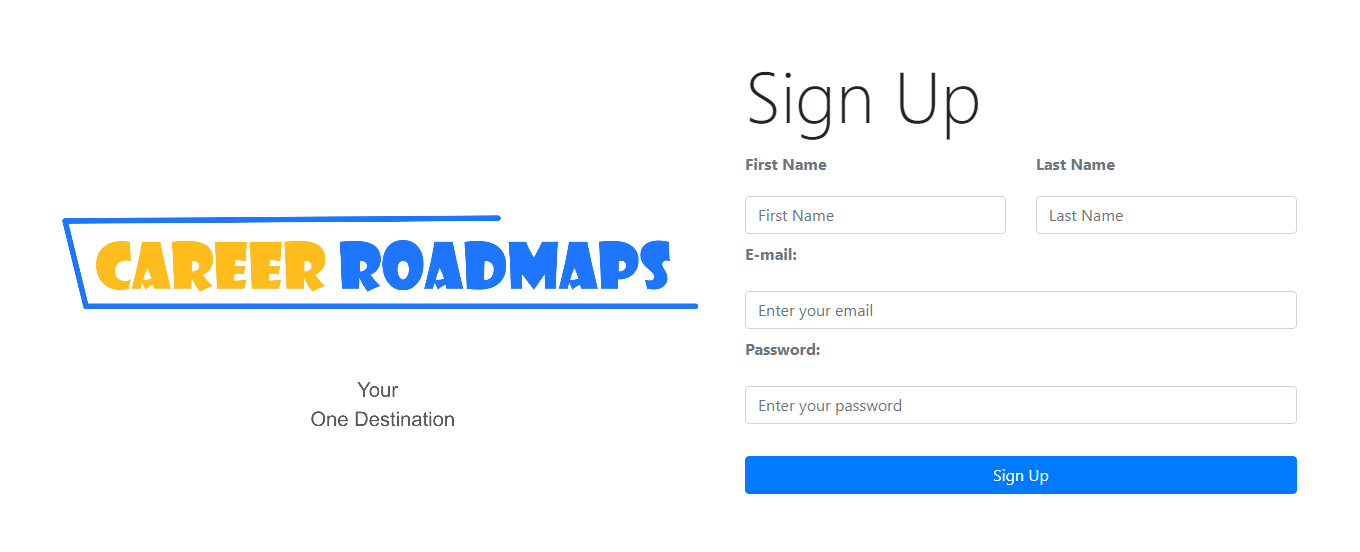 CAREER ROADMAPS
Your
One Destination
Sign Up
First Name
Last Name
First Name
Last Name
E-mail:
Enter your email
Password:
Enter your password
Sign Up